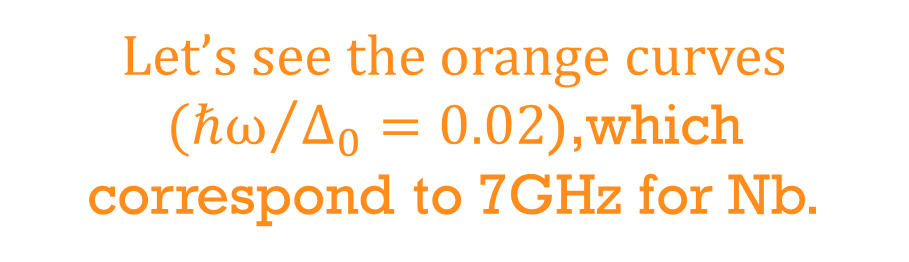 Let’s see the orange curves
(ℏω/Δ₀ = 0.02),which
correspond to 7GHz for Nb.